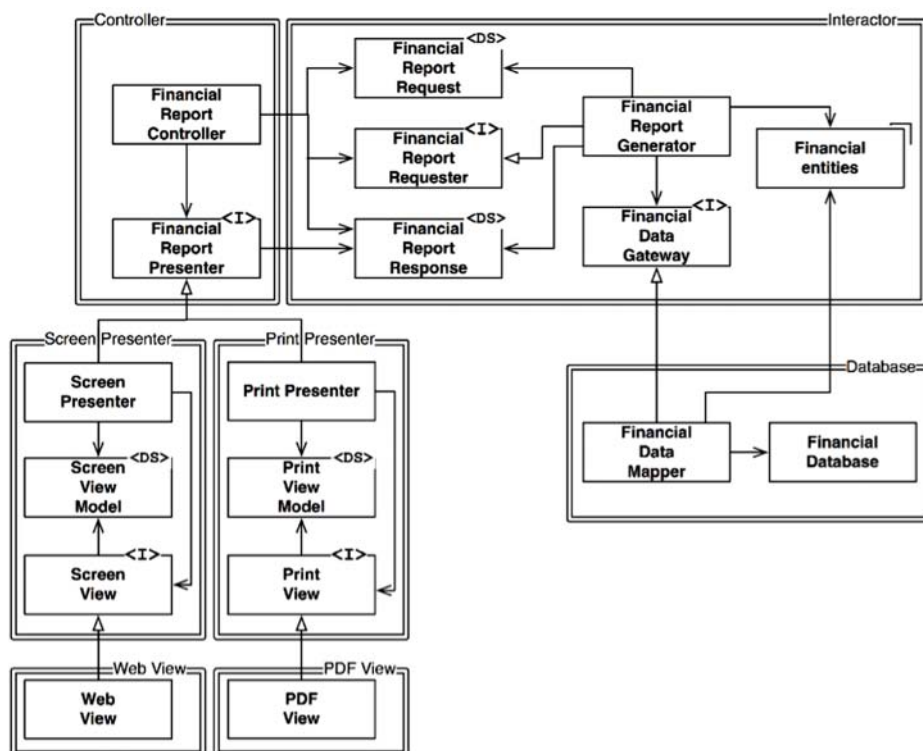 Controller
Interactor
<DS>
Financial
Report
Request
Financial
Report
Controller
Financial
Report
Generator
<I>
Financial
Report
Requester
Financial
entities
<I>
Financial
Report
Presenter
<DS>
Financial
Report
Response
<I>
Financial
Data
Gateway
Screen Presenter
Print Presenter
Database
Screen
Presenter
Print Presenter
Financial
Data
Mapper
Financial
Database
<DS>
Screen
View
Model
<DS>
Print
View
Model
<I>
Screen
View
<I>
Print
View
Web View
PDF View
Web
View
PDF
View